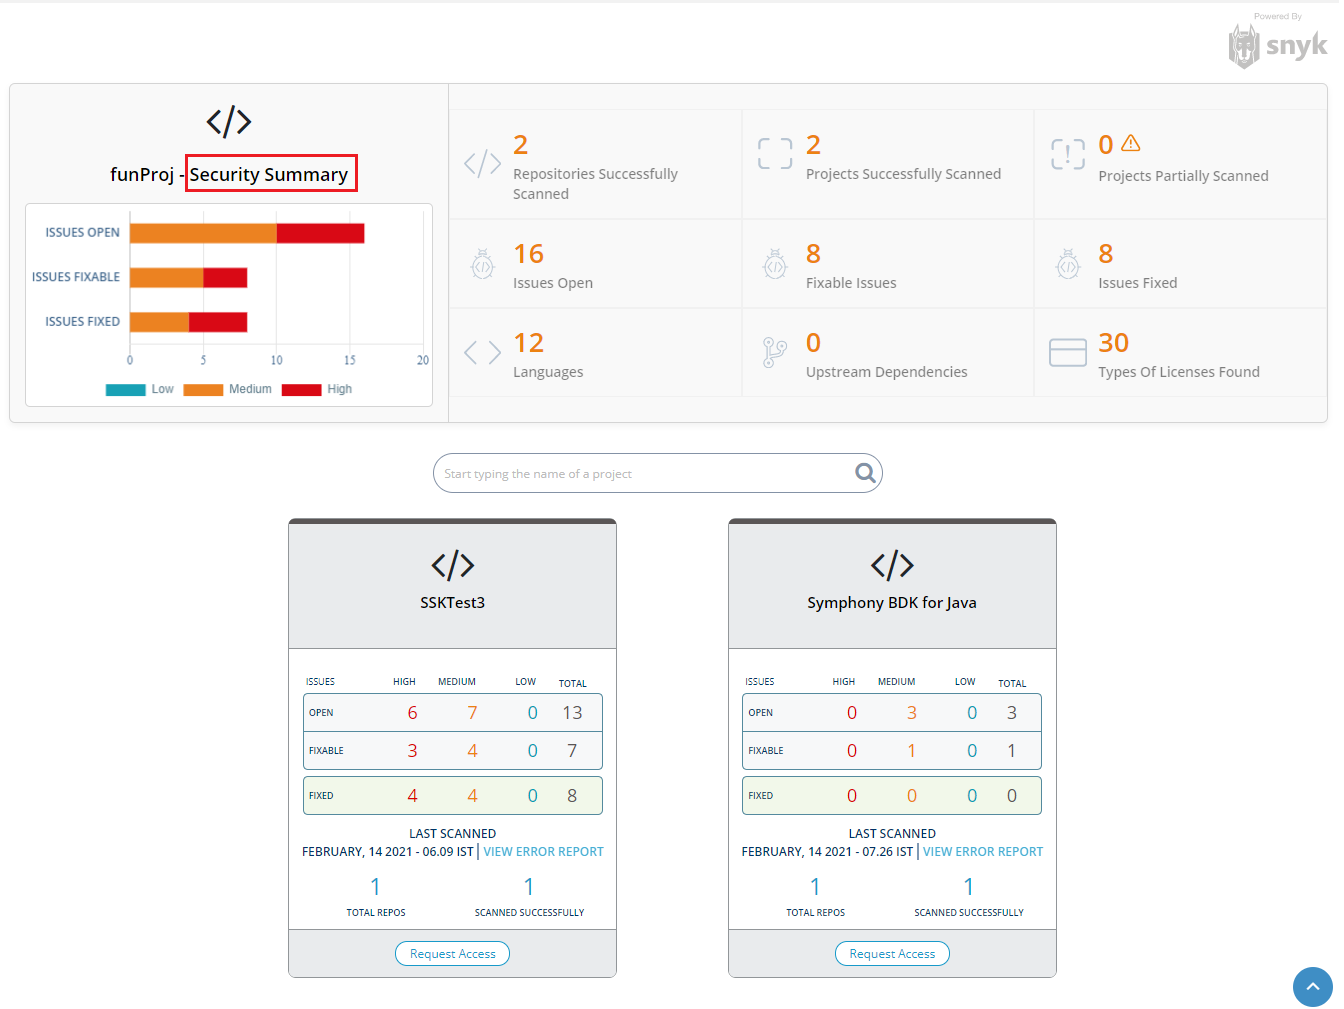 Powered By
snyk
funProj - Security Summary
ISSUES OPEN
ISSUES FIXABLE
ISSUES FIXED
0 5 10 15 20
Low Medium High
2
Repositories Successfully
Scanned
2
Projects Successfully Scanned
0
Projects Partially Scanned
16
Issues Open
8
Fixable Issues
8
Issues Fixed
12
Languages
0
Upstream Dependencies
30
Types Of Licenses Found
Start typing the name of a project
SSKTest3
ISSUES HIGH MEDIUM LOW TOTAL
OPEN 6 7 0 13
FIXABLE 3 4 0 7
FIXED 4 4 0 8
LAST SCANNED
FEBRUARY, 14 2021 - 06.09 IST | VIEW ERROR REPORT
1 1
TOTAL REPOS SCANNED SUCCESSFULLY
Request Access
Symphony BDK for Java
ISSUES HIGH MEDIUM LOW TOTAL
OPEN 0 3 0 3
FIXABLE 0 1 0 1
FIXED 0 0 0 0
LAST SCANNED
FEBRUARY, 14 2021 - 07.26 IST | VIEW ERROR REPORT
1 1
TOTAL REPOS SCANNED SUCCESSFULLY
Request Access